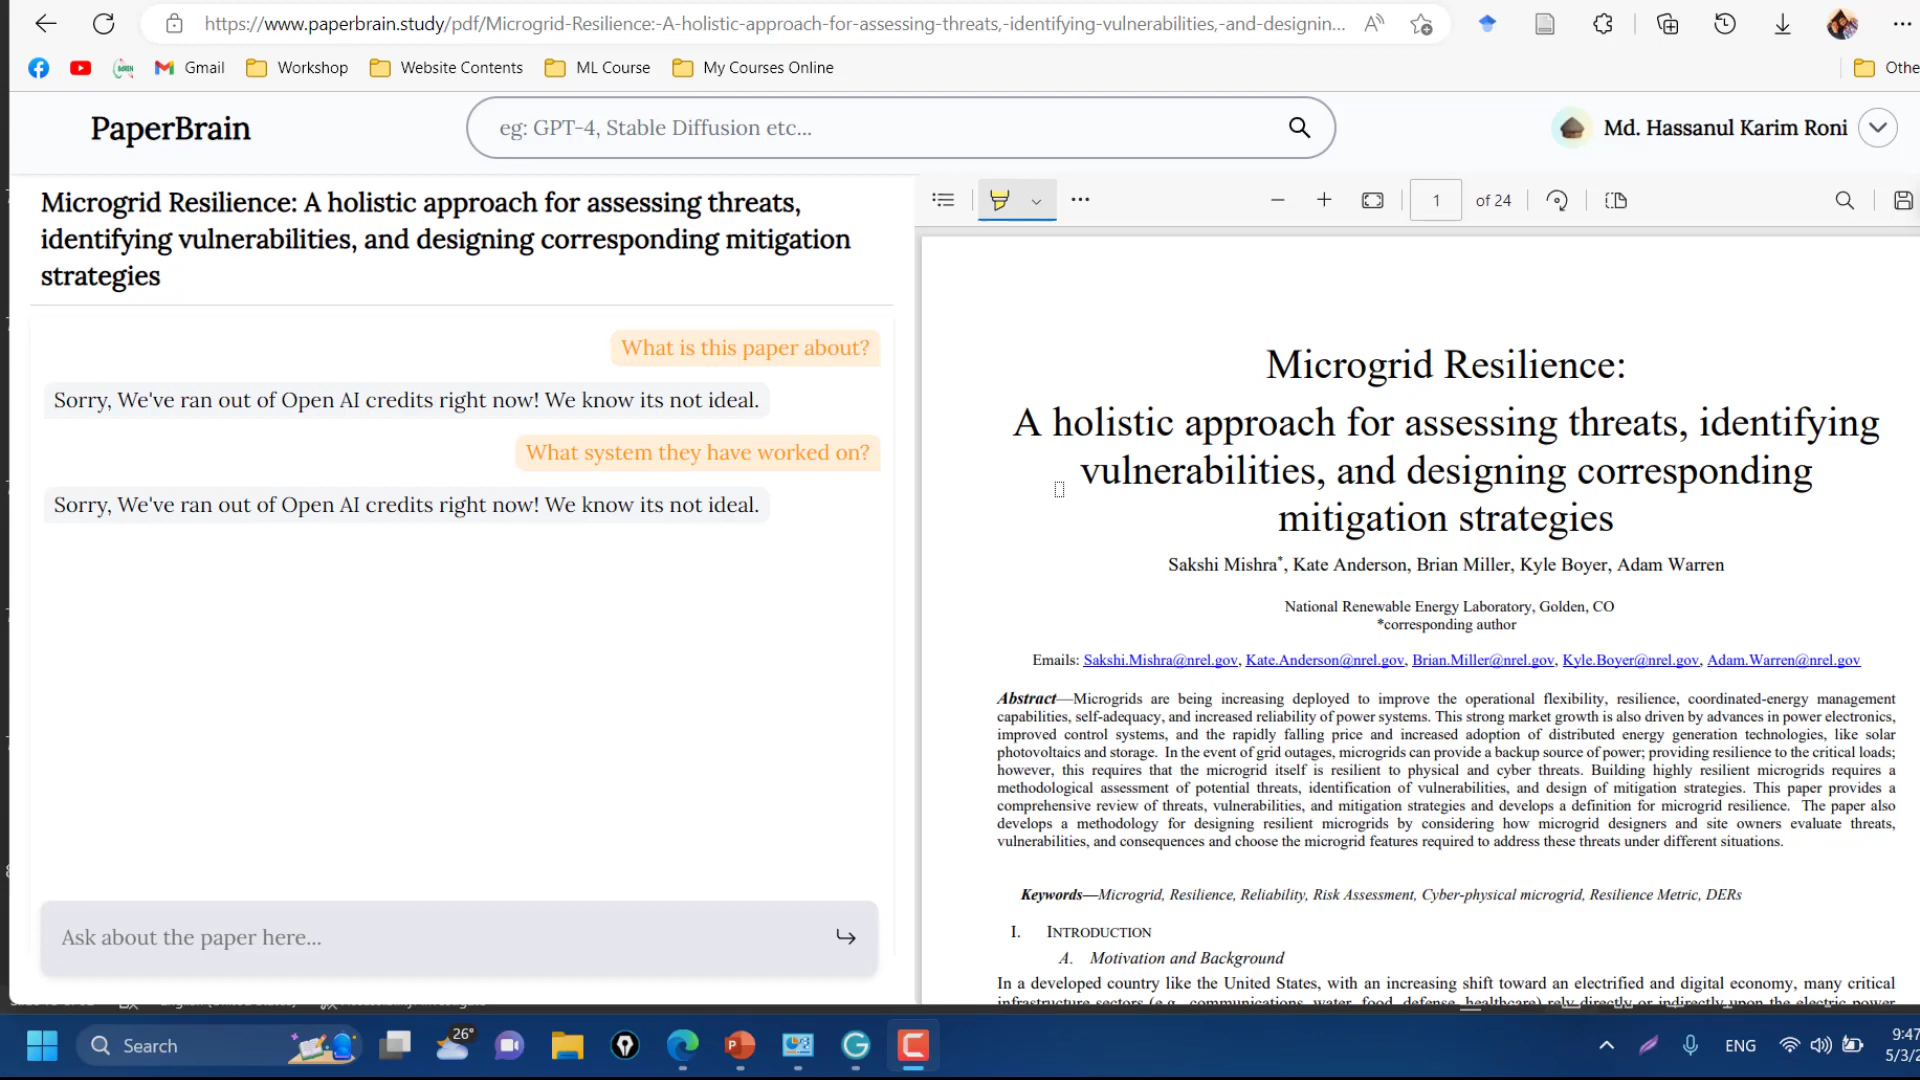 https://www.paperbrain.study/pdf/Microgrid-Resilience:-A-holistic-approach-for-assessing-threats,-identifying-vulnerabilities,-and-designin...
Gmail
Workshop
Website Contents
ML Course
My Courses Online
Othe
PaperBrain
eg: GPT-4, Stable Diffusion etc...
Md. Hassanul Karim Roni
Microgrid Resilience: A holistic approach for assessing threats,
identifying vulnerabilities, and designing corresponding mitigation
strategies
What is this paper about?
Sorry, We've ran out of Open AI credits right now! We know its not ideal.
What system they have worked on?
Sorry, We've ran out of Open AI credits right now! We know its not ideal.
Ask about the paper here...
1 of 24
Microgrid Resilience:
A holistic approach for assessing threats, identifying
vulnerabilities, and designing corresponding
mitigation strategies
Sakshi Mishra*, Kate Anderson, Brian Miller, Kyle Boyer, Adam Warren
National Renewable Energy Laboratory, Golden, CO
*corresponding author
Emails: Sakshi.Mishra@nrel.gov, Kate.Anderson@nrel.gov, Brian.Miller@nrel.gov, Kyle.Boyer@nrel.gov, Adam.Warren@nrel.gov
Abstract—Microgrids are being increasing deployed to improve the operational flexibility, resilience, coordinated-energy management
capabilities, self-adequacy, and increased reliability of power systems. This strong market growth is also driven by advances in power electronics,
improved control systems, and the rapidly falling price and increased adoption of distributed energy generation technologies, like solar
photovoltaics and storage. In the event of grid outages, microgrids can provide a backup source of power; providing resilience to the critical loads;
however, this requires that the microgrid itself is resilient to physical and cyber threats. Building highly resilient microgrids requires a
methodological assessment of potential threats, identification of vulnerabilities, and design of mitigation strategies. This paper provides a
comprehensive review of threats, vulnerabilities, and mitigation strategies and develops a definition for microgrid resilience. The paper also
develops a methodology for designing resilient microgrids by considering how microgrid designers and site owners evaluate threats,
vulnerabilities, and consequences and choose the microgrid features required to address these threats under different situations.
Keywords—Microgrid, Resilience, Reliability, Risk Assessment, Cyber-physical microgrid, Resilience Metric, DERs
I. INTRODUCTION
A. Motivation and Background
In a developed country like the United States, with an increasing shift toward an electrified and digital economy, many critical
infrastructure sectors (e.g., communications, water, food, defense, healthcare) rely directly or indirectly upon the electric power
Search
26°
ENG
9:47
5/3/2